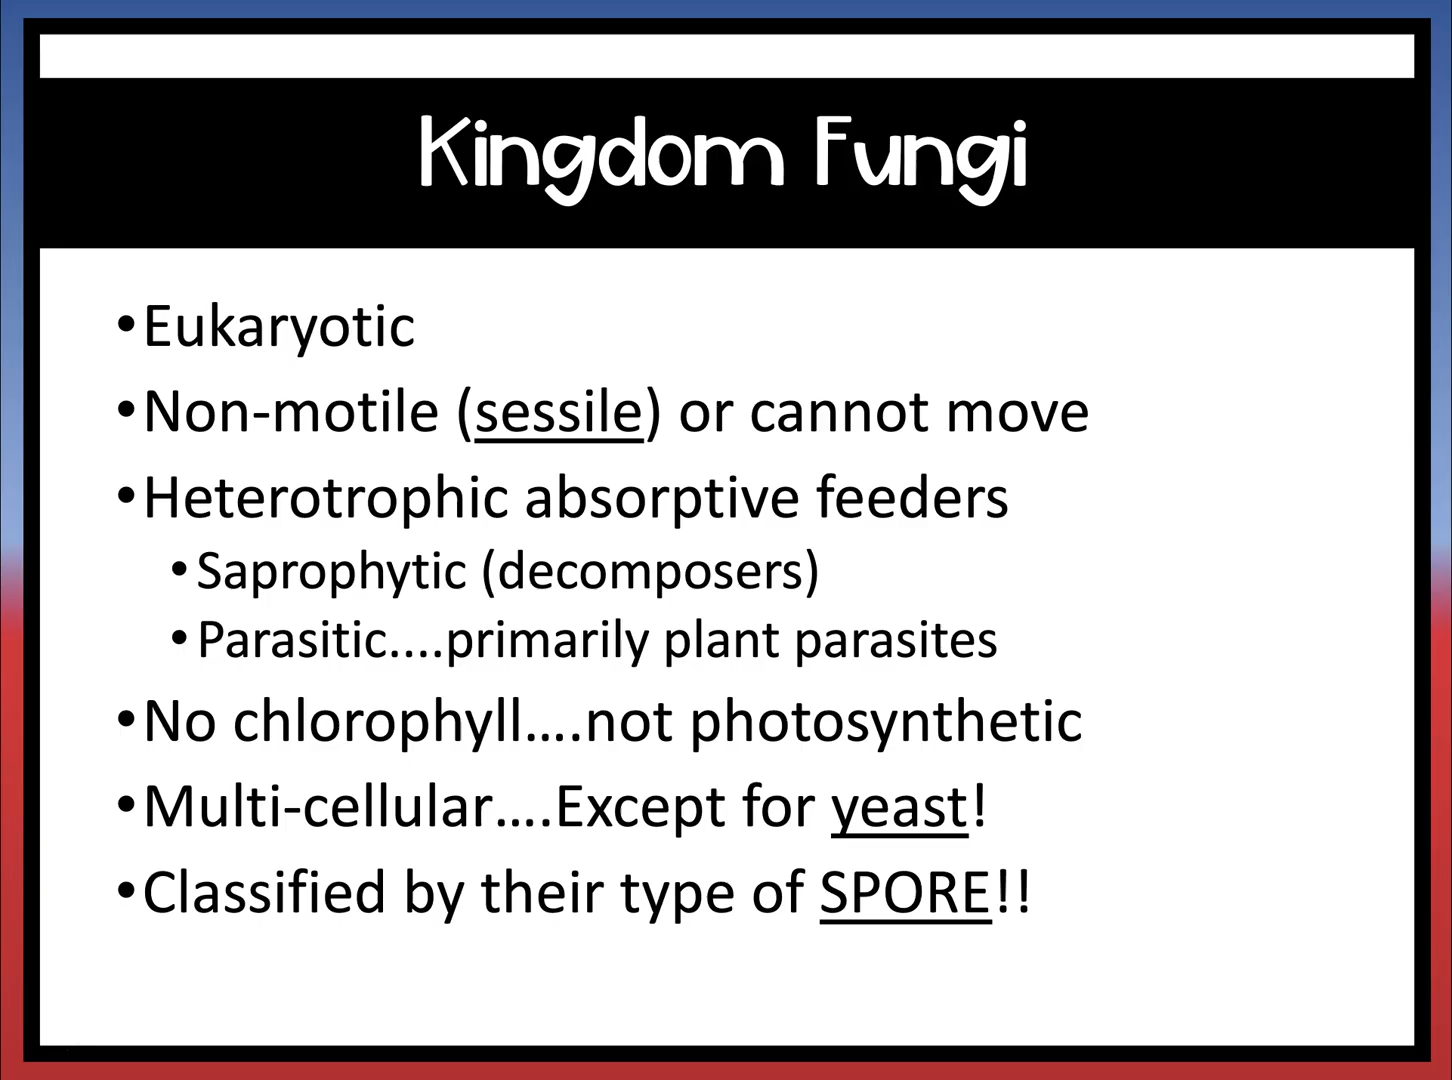 Kingdom Fungi
•Eukaryotic
•Non-motile (sessile) or cannot move
•Heterotrophic absorptive feeders
•Saprophytic (decomposers)
•Parasitic....primarily plant parasites
•No chlorophyll....not photosynthetic
•Multi-cellular....Except for yeast!
•Classified by their type of SPORE!!